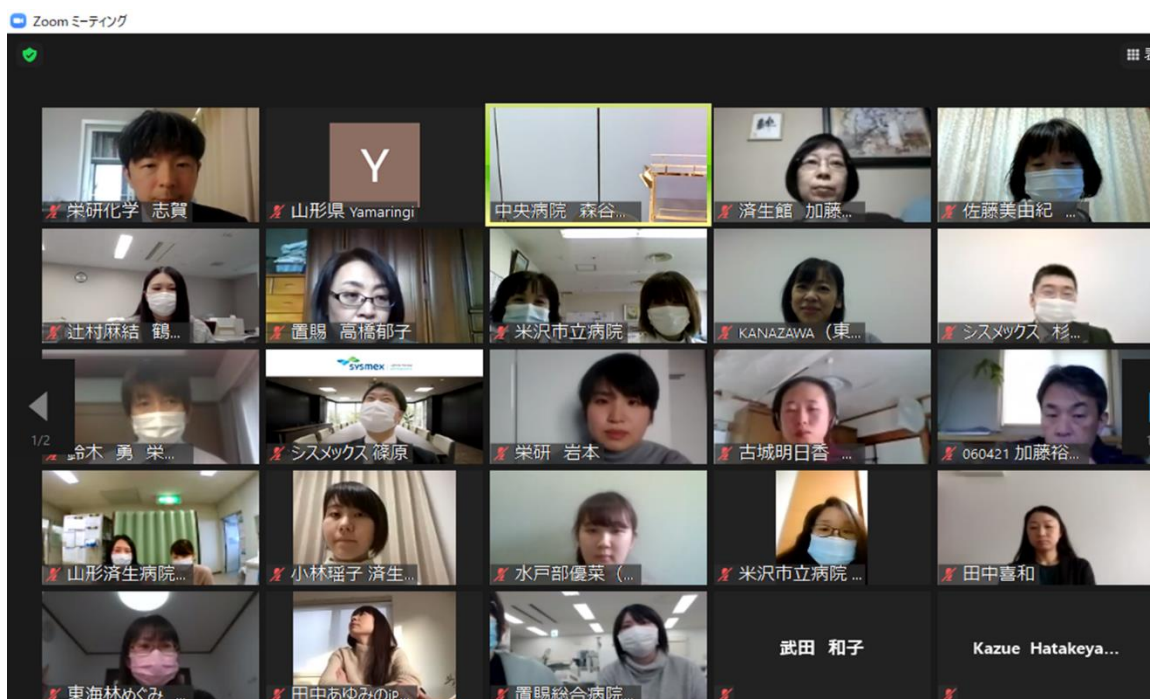 Zoom ミーティング
栄研化学 志賀
Y
山形県 Yamaringi
中央病院 森谷...
済生館 加藤...
佐藤美由紀 ...
辻村麻結 鶴...
置賜 高橋郁子
米沢市立病院
KANAZAWA（東...
シスメックス 杉...
1/2
鈴木 勇 栄...
sysmex
シスメックス 篠原
栄研 岩本
古城明日香 ...
060421 加藤裕...
山形済生病院...
小林瑶子 済生...
水戸部優菜（...
米沢市立病院 ...
田中喜和
東海林めぐみ ...
田中あゆみのiP...
置賜総合病院...
武田 和子
Kazue Hatakeya...